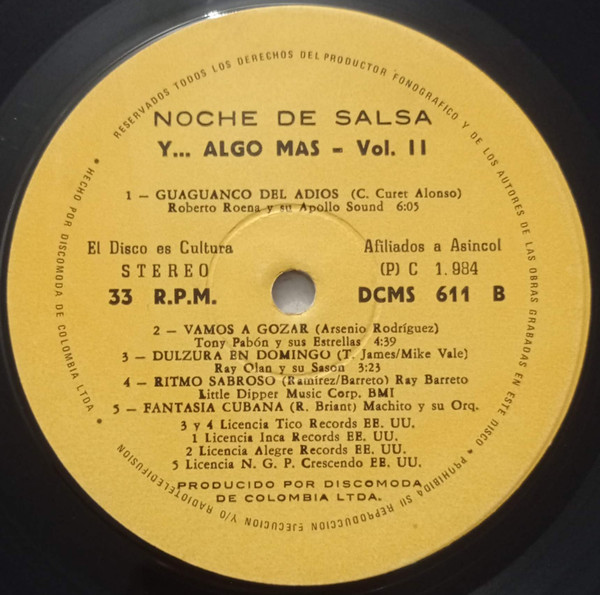 RESERVADOS TODOS LOS DERECHOS DEL PRODUCTOR FONOGRAFICO Y DE LOS AUTORES DE LAS OBRAS GRABADAS EN ESTE DISCO • PROHIBIDA SU REPRODUCCION EJECUCION Y/O RADIOTELEDIFUSION
• HECHO POR DISCOMODA DE COLOMBIA LTDA. •
NOCHE DE SALSA
Y... ALGO MAS - Vol. II
1 — GUAGUANCO DEL ADIOS (C. Curet Alonso)
Roberto Roena y su Apollo Sound 6:05
El Disco es Cultura
STEREO
33 R.P.M.
Afiliados a Asincol
(P) C 1.984
DCMS 611 B
2 — VAMOS A GOZAR (Arsenio Rodríguez)
Tony Pabón y sus Estrellas 4:39
3 — DULZURA EN DOMINGO (T. James/Mike Vale)
Ray Olan y su Sason 3:23
4 — RITMO SABROSO (Ramirez/Barreto) Ray Barreto
Little Dipper Music Corp. BMI
5 — FANTASIA CUBANA (R. Briant) Machito y su Orq.
3 y 4 Licencia Tico Records EE. UU.
1 Licencia Inca Records EE. UU.
2 Licencia Alegre Records EE. UU.
5 Licencia N. G. P. Crescendo EE. UU.
PRODUCIDO POR DISCOMODA
DE COLOMBIA LTDA.